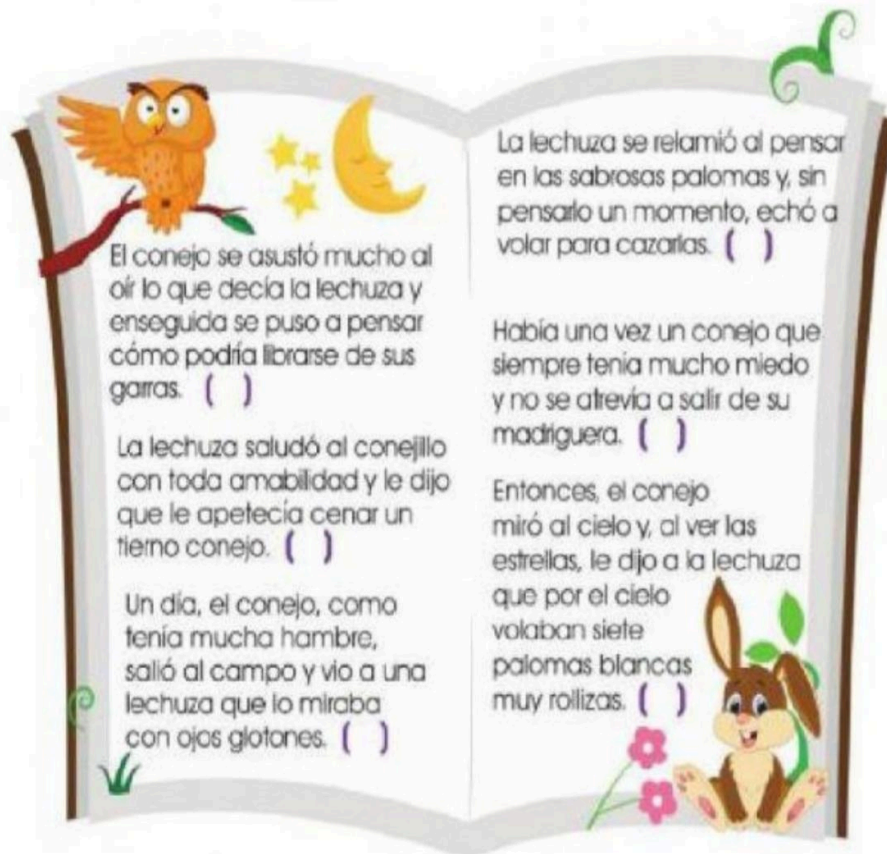 El conejo se asustó mucho al
oír lo que decía la lechuza y
enseguida se puso a pensar
cómo podría librarse de sus
garras. (   )
La lechuza saludó al conejillo
con toda amabilidad y le dijo
que le apetecía cenar un
tierno conejo. (   )
Un día, el conejo, como
tenía mucha hambre,
salió al campo y vio a una
lechuza que lo miraba
con ojos glotones. (   )
La lechuza se relamió al pensar
en las sabrosas palomas y, sin
pensarlo un momento, echó a
volar para cazarlas. (   )
Había una vez un conejo que
siempre tenía mucho miedo
y no se atrevía a salir de su
madriguera. (   )
Entonces, el conejo
miró al cielo y, al ver las
estrellas, le dijo a la lechuza
que por el cielo
volaban siete
palomas blancas
muy rollizas. (   )